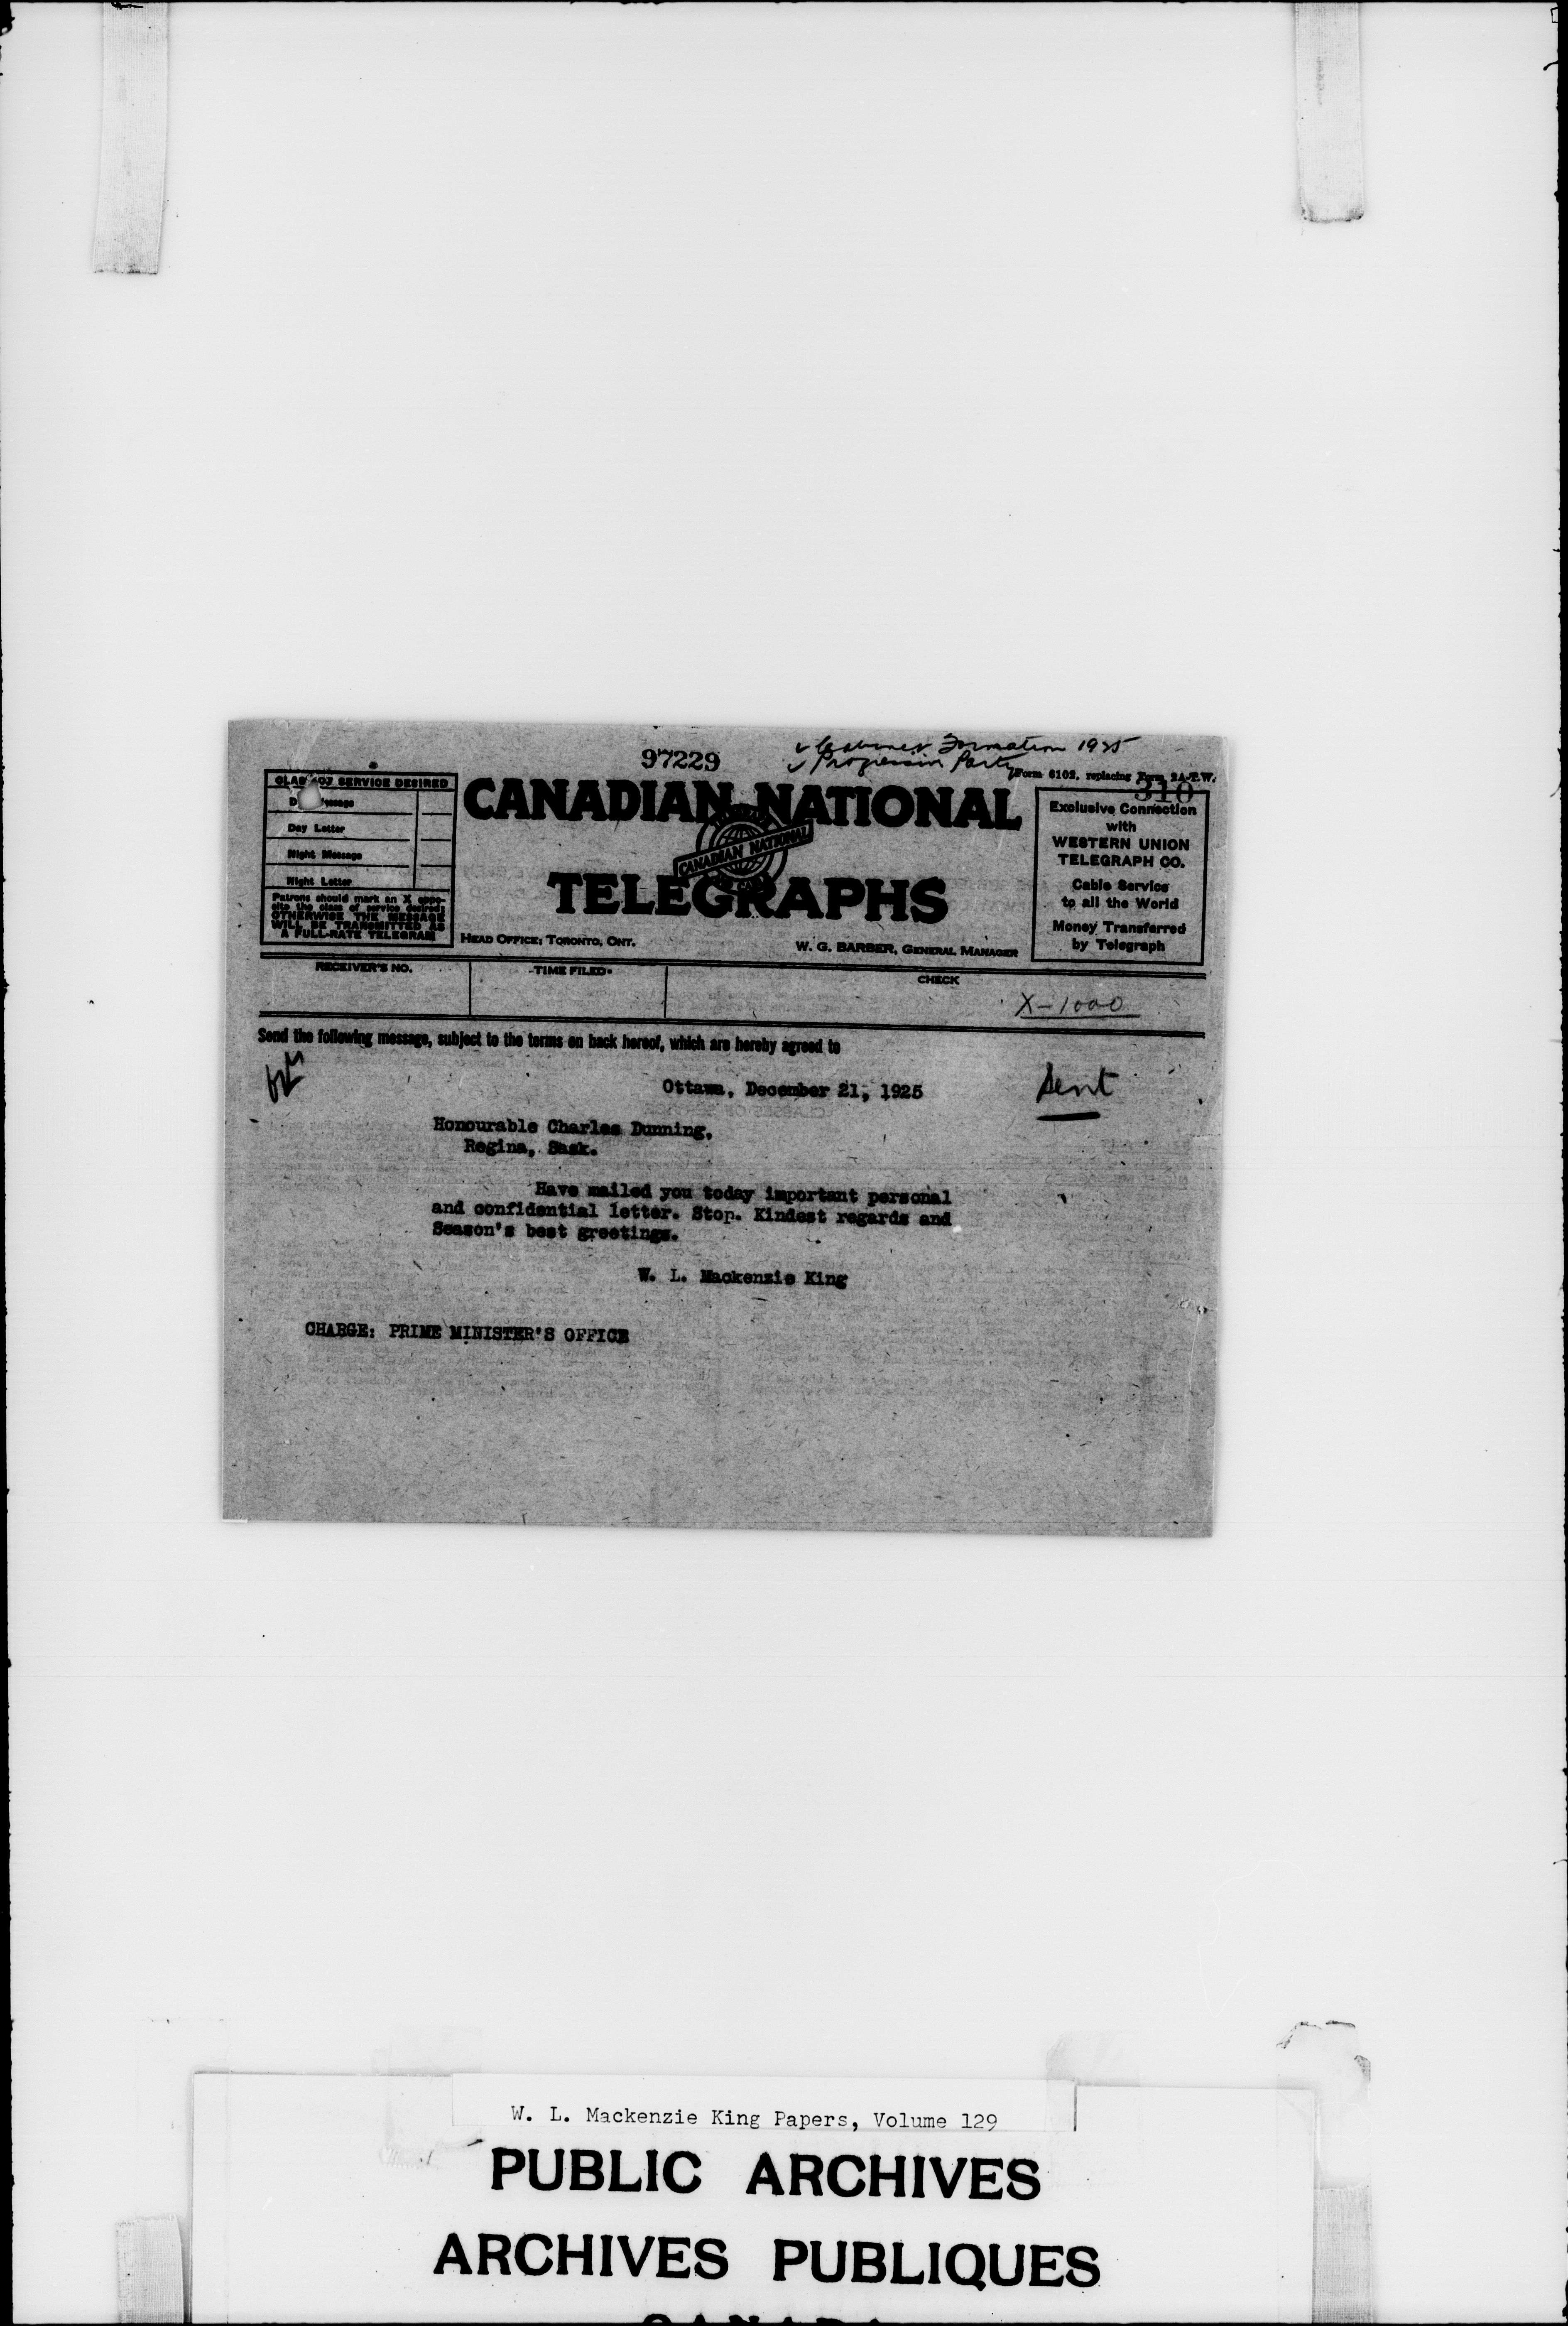 97229
Cabinet Formation 1925
Progressive Party
Form 6102, replacing Form 2A-T.W.
310
CLASS OF SERVICE DESIRED
Message
Day Letter
Night Message
Night Letter
Patrons should mark an X oppo-
site the class of service desired;
OTHERWISE THE MESSAGE
WILL BE TRANSMITTED AS
A FULL-RATE TELEGRAM
CANADIAN NATIONAL
CANADIAN NATIONAL
TELEGRAPHS
HEAD OFFICE: TORONTO, ONT.
W. G. BARBER, GENERAL MANAGER
Exclusive Connection
with
WESTERN UNION
TELEGRAPH CO.
Cable Service
to all the World
Money Transferred
by Telegraph
RECEIVER'S NO.
TIME FILED
CHECK
X-1000
Send the following message, subject to the terms on back hereof, which are hereby agreed to
Ottawa, December 21, 1925
Sent
Honourable Charles Dunning,
Regina, Sask.
Have mailed you today important personal
and confidential letter. Stop. Kindest regards and
Season's best greetings.
W. L. Mackenzie King
CHARGE: PRIME MINISTER'S OFFICE
W. L. Mackenzie King Papers, Volume 129
PUBLIC ARCHIVES
ARCHIVES PUBLIQUES
CANADA